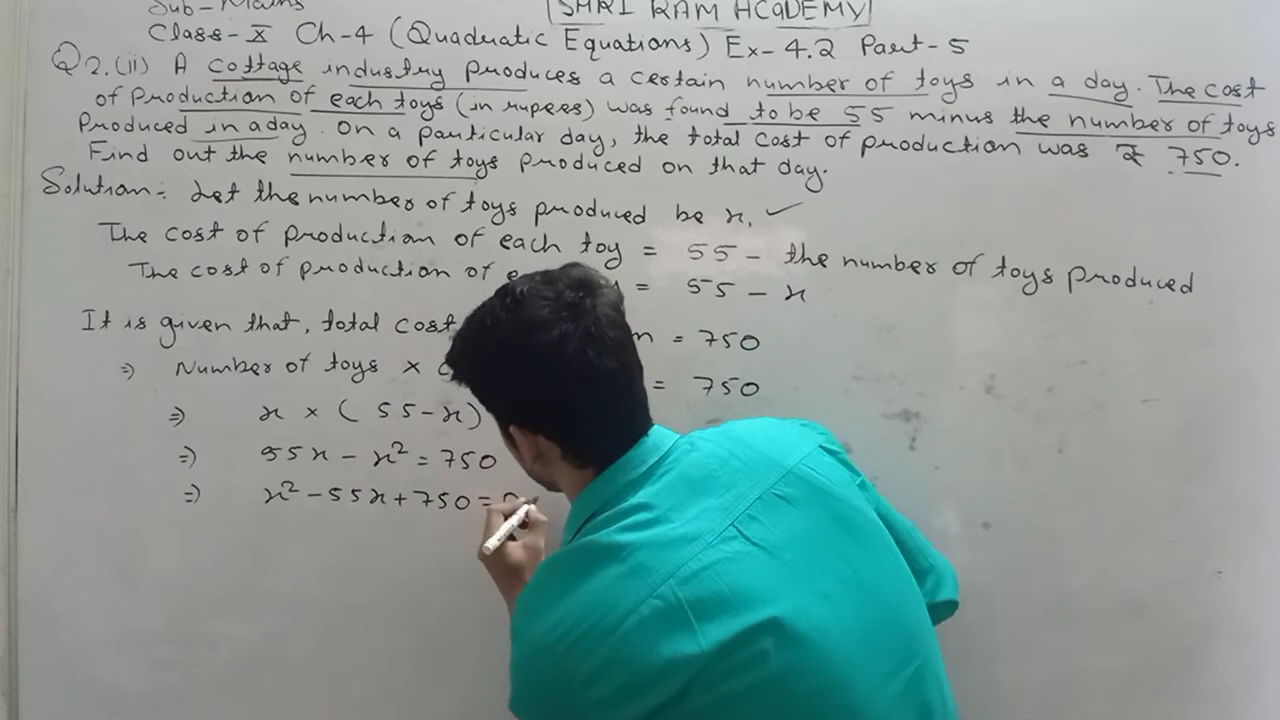 Sub-Maths
SHRI RAM ACADEMY
Class-X Ch-4 (Quadratic Equations) Ex-4.2 Part-5
Q2.(ii) A cottage industry produces a certain number of toys in a day. The cost
of production of each toys (in rupees) was found to be 55 minus the number of toys
Produced in a day. On a particular day, the total cost of production was ₹ 750.
Find out the number of toys produced on that day.
Solution:- Let the number of toys produced be x. ✓
The cost of production of each toy = 55 - the number of toys produced
The cost of production of = 55 - x
It is given that, total cost = 750
⇒ Number of toys × = 750
⇒ x × (55-x)
⇒ 55x - x² = 750
⇒ x² - 55x + 750 =